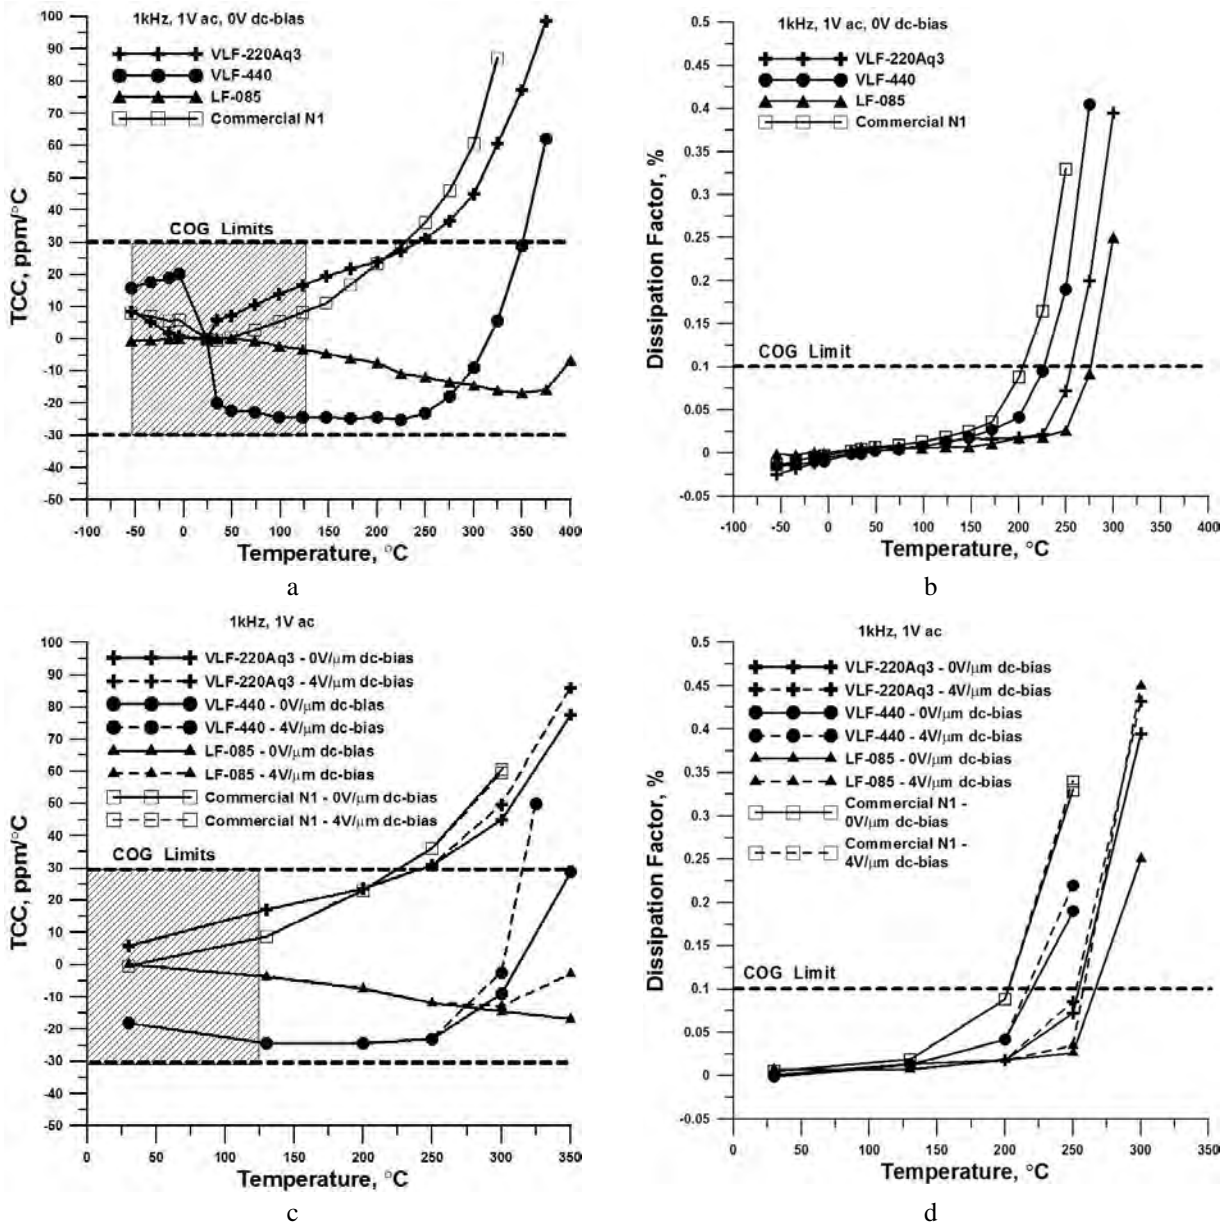 1kHz, 1V ac, 0V dc-bias
VLF-220Aq3
VLF-440
LF-085
Commercial N1
COG Limits
TCC, ppm/°C
100
90
80
70
60
50
40
30
20
10
0
-10
-20
-30
-40
-50
-100
-50
0
50
100
150
200
250
300
350
400
Temperature, °C
a
1kHz, 1V ac, 0V dc-bias
VLF-220Aq3
VLF-440
LF-085
Commercial N1
COG Limit
Dissipation Factor, %
0.5
0.45
0.4
0.35
0.3
0.25
0.2
0.15
0.1
0.05
0
-0.05
-100
-50
0
50
100
150
200
250
300
350
400
Temperature, °C
b
1kHz, 1V ac
VLF-220Aq3 - 0V/μm dc-bias
VLF-220Aq3 - 4V/μm dc-bias
VLF-440 - 0V/μm dc-bias
VLF-440 - 4V/μm dc-bias
LF-085 - 0V/μm dc-bias
LF-085 - 4V/μm dc-bias
Commercial N1 - 0V/μm dc-bias
Commercial N1 - 4V/μm dc-bias
COG Limits
TCC, ppm/°C
100
90
80
70
60
50
40
30
20
10
0
-10
-20
-30
-40
-50
0
50
100
150
200
250
300
350
Temperature, °C
c
1kHz, 1V ac
VLF-220Aq3 - 0V/μm dc-bias
VLF-220Aq3 - 4V/μm dc-bias
VLF-440 - 0V/μm dc-bias
VLF-440 - 4V/μm dc-bias
LF-085 - 0V/μm dc-bias
LF-085 - 4V/μm dc-bias
Commercial N1 -
0V/μm dc-bias
Commercial N1 -
4V/μm dc-bias
COG Limit
Dissipation Factor, %
0.5
0.45
0.4
0.35
0.3
0.25
0.2
0.15
0.1
0.05
0
-0.05
0
50
100
150
200
250
300
350
Temperature, °C
d